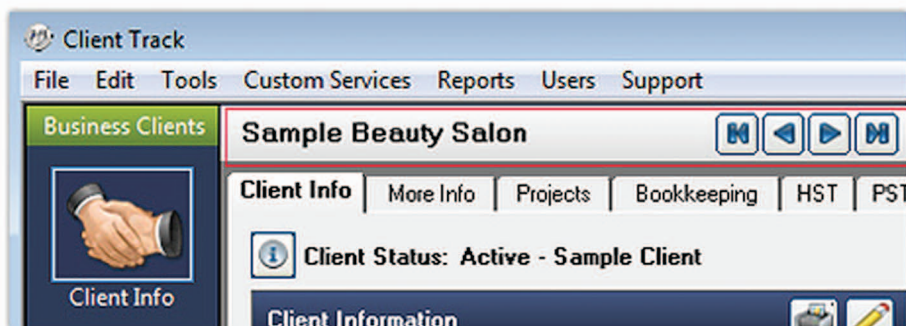 Client Track
File Edit Tools Custom Services Reports Users Support
Business Clients
Sample Beauty Salon
Client Info More Info Projects Bookkeeping HST PST
Client Status: Active - Sample Client
Client Info
Client Information